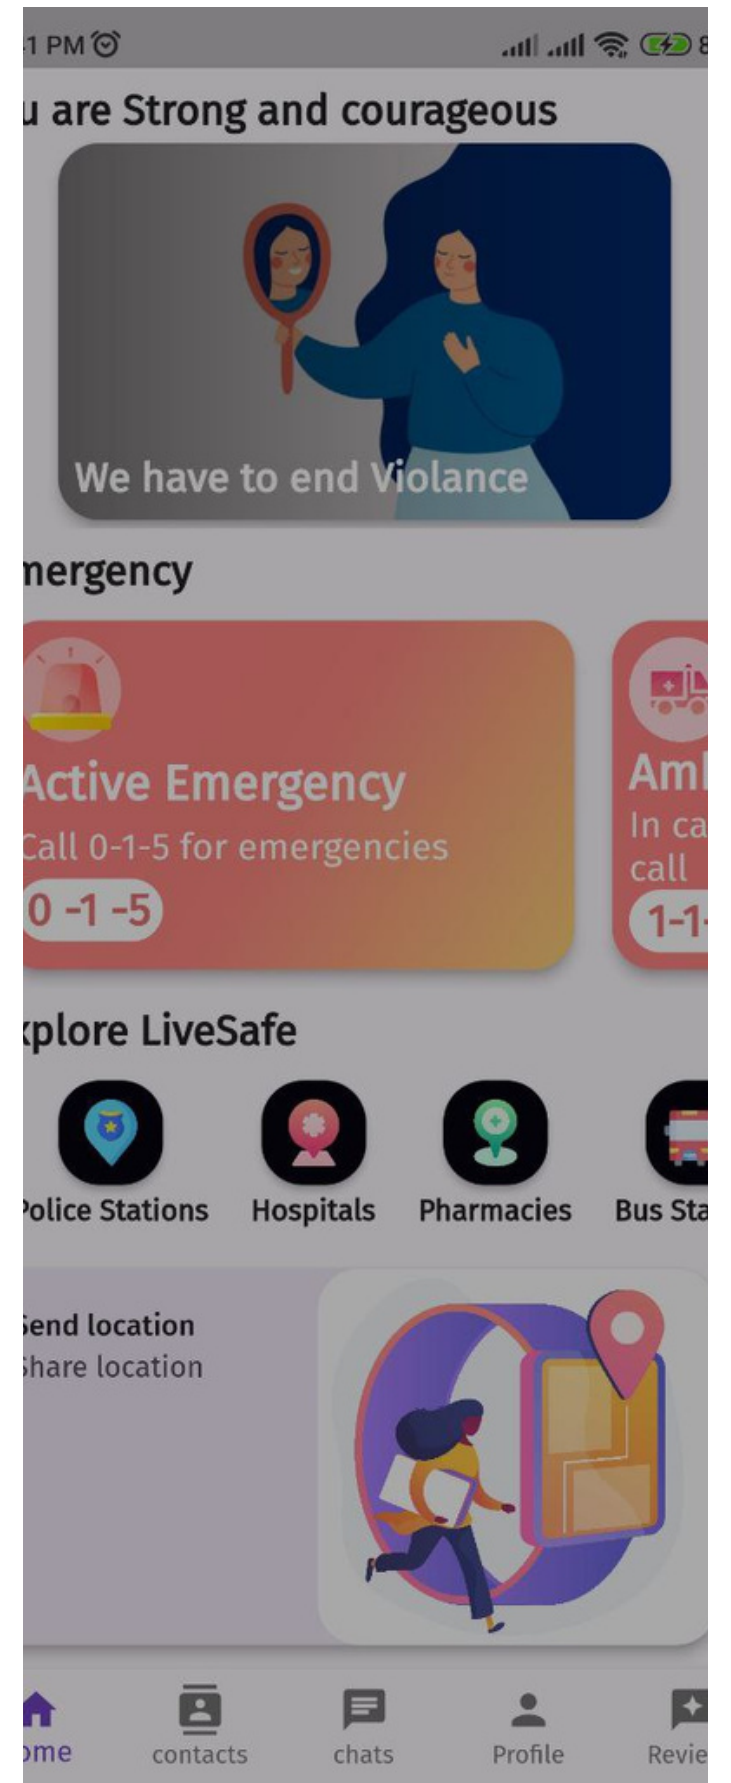 1 PM
u are Strong and courageous
We have to end Violance
mergency
Active Emergency
Call 0-1-5 for emergencies
0 -1 -5
Aml
In ca
call
1-1-
xplore LiveSafe
Police Stations
Hospitals
Pharmacies
Bus Sta
Send location
Share location
ome
contacts
chats
Profile
Revie